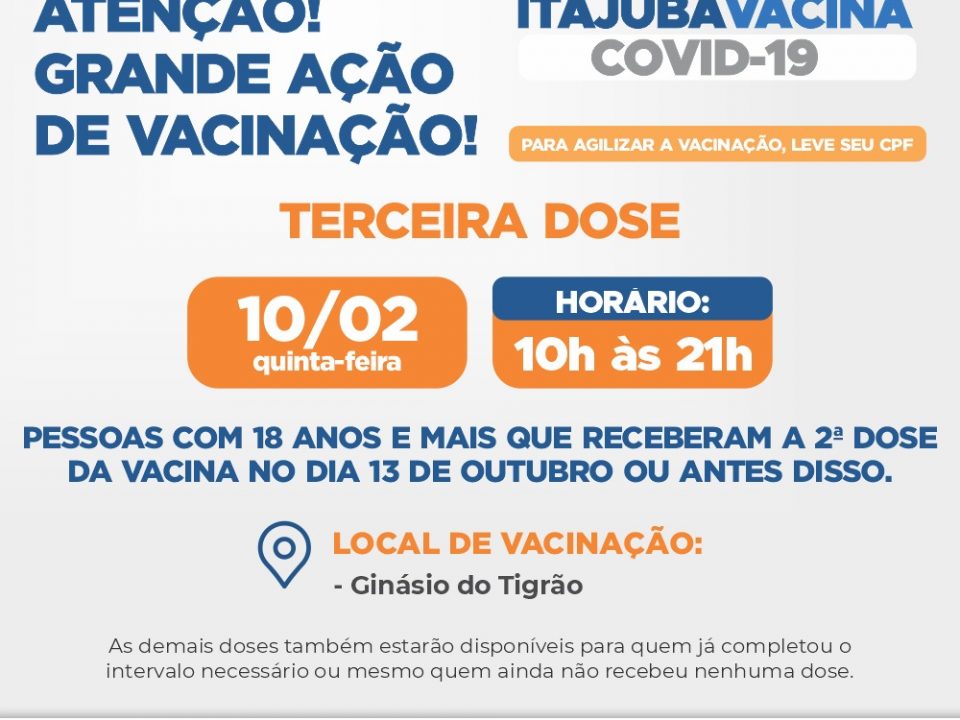 ATENÇÃO!
GRANDE AÇÃO
DE VACINAÇÃO!
ITAJUBÁVACINA
COVID-19
PARA AGILIZAR A VACINAÇÃO, LEVE SEU CPF
TERCEIRA DOSE
10/02
quinta-feira
HORÁRIO:
10h às 21h
PESSOAS COM 18 ANOS E MAIS QUE RECEBERAM A 2ª DOSE
DA VACINA NO DIA 13 DE OUTUBRO OU ANTES DISSO.
LOCAL DE VACINAÇÃO:
- Ginásio do Tigrão
As demais doses também estarão disponíveis para quem já completou o
intervalo necessário ou mesmo quem ainda não recebeu nenhuma dose.